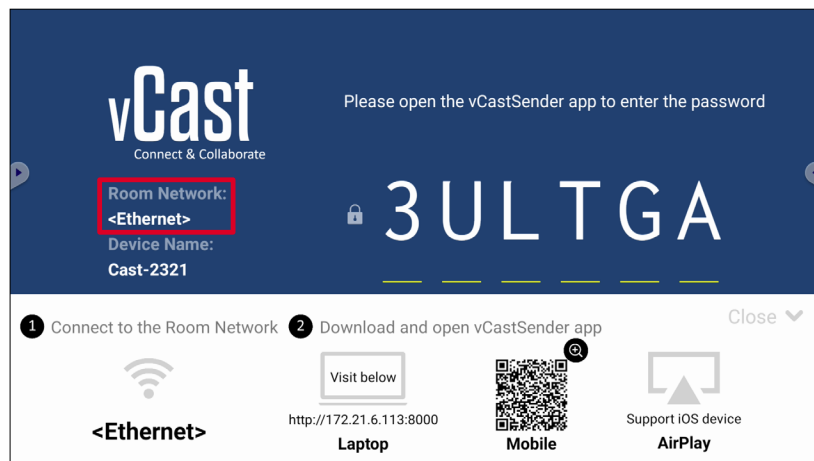 vCast
Connect & Collaborate
Please open the vCastSender app to enter the password
Room Network:
<Ethernet>
Device Name:
Cast-2321
3ULTGA
1 Connect to the Room Network
2 Download and open vCastSender app
Close
<Ethernet>
Visit below
http://172.21.6.113:8000
Laptop
Mobile
Support iOS device
AirPlay